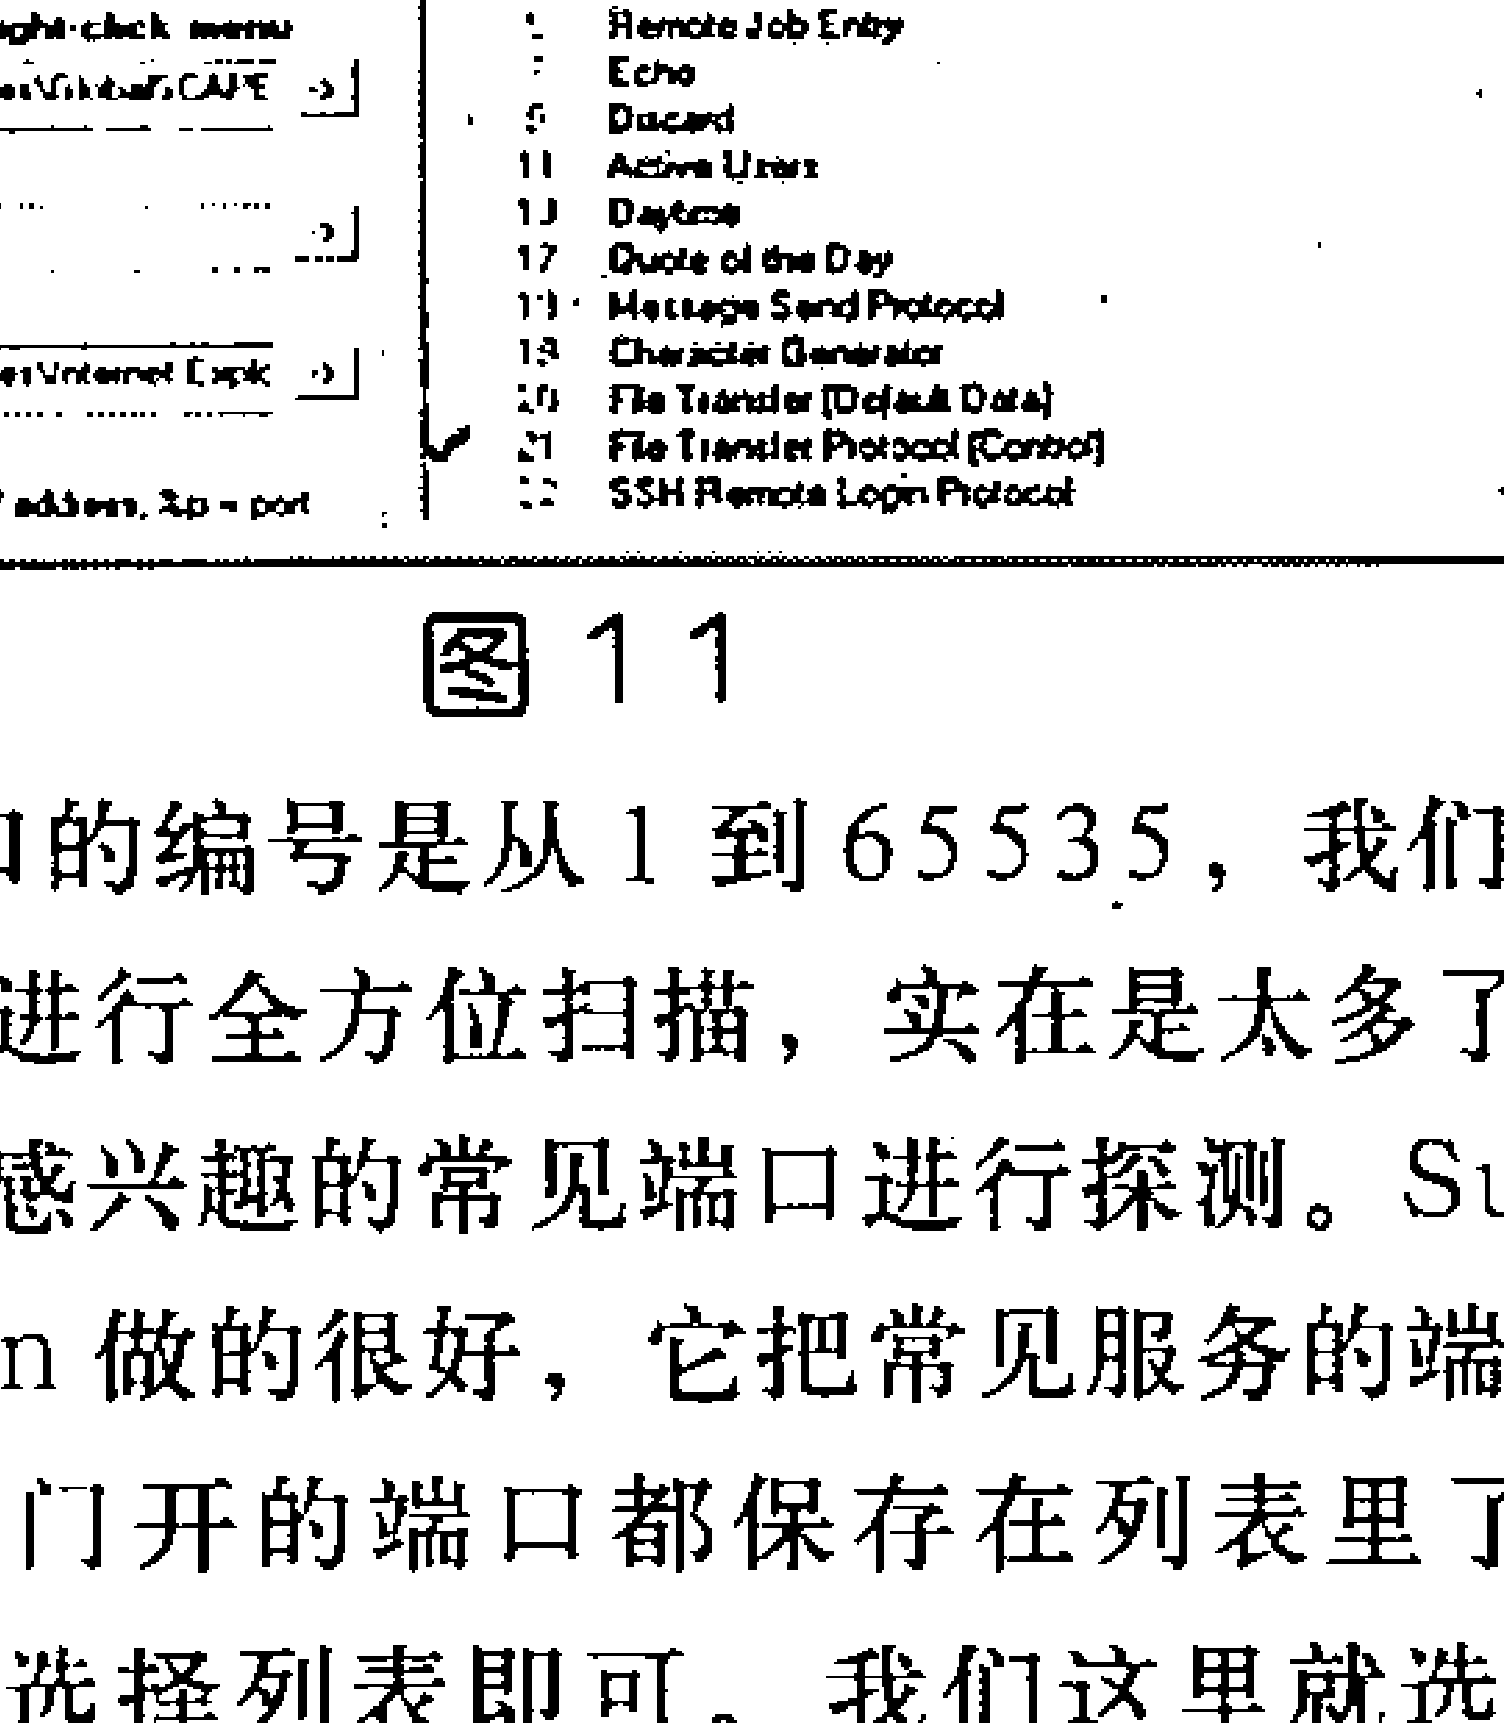 menu
Remote Job Entry
Echo
Discard
11 Active Users
Daytime
17 Quote of the Day
Message Send Protocol
19 Character Generator
20 File Transfer [Default Data]
21 File Transfer Protocol [Control]
SSH Remote Login Protocol
address, %p = port
图 11
的编号是从 1 到 65535，我们
进行全方位扫描，实在是太多了
感兴趣的常见端口进行探测。Su
n 做的很好，它把常见服务的端
门开的端口都保存在列表里了
选择列表即可。我们这里就选